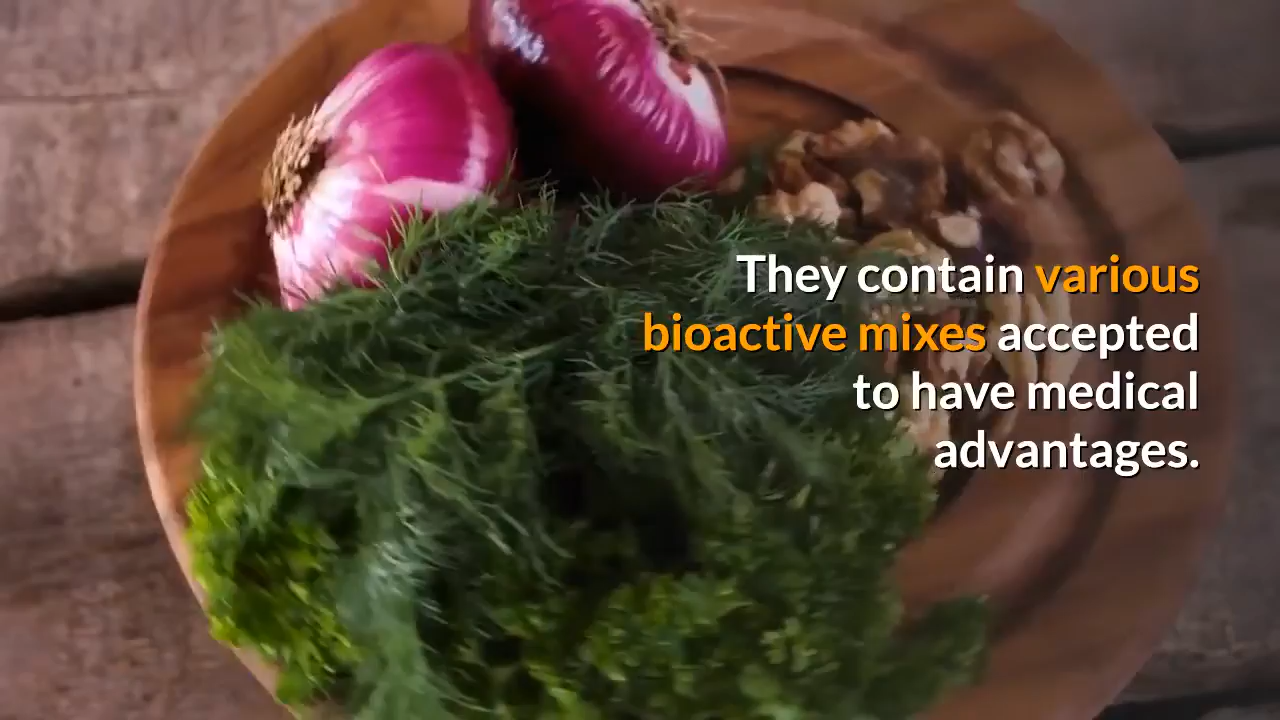 They contain various
bioactive mixes accepted
to have medical
advantages.